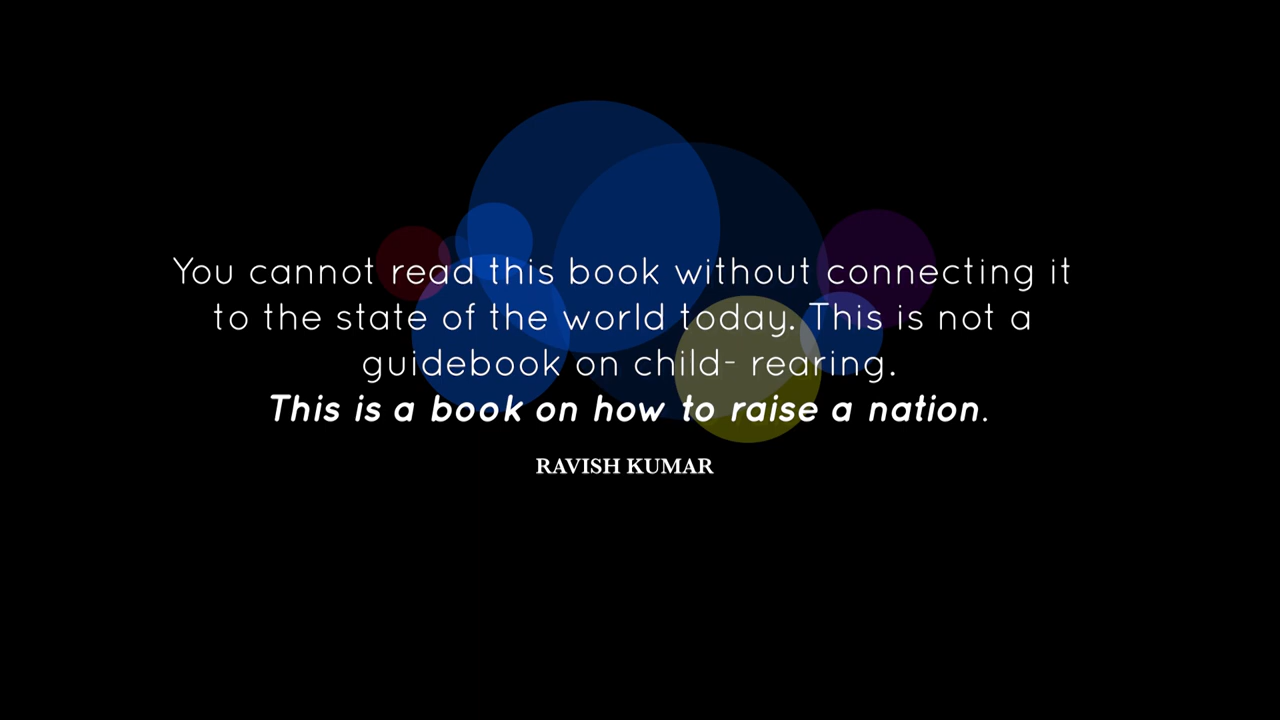 You cannot read this book without connecting it
to the state of the world today. This is not a
guidebook on child- rearing.
This is a book on how to raise a nation.
RAVISH KUMAR